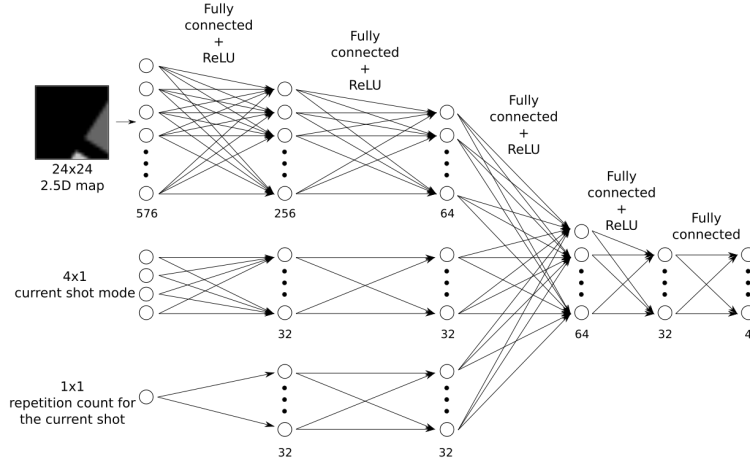 Fully
connected
+
ReLU
Fully
connected
+
ReLU
Fully
connected
+
ReLU
Fully
connected
+
ReLU
Fully
connected
24x24
2.5D map
576
256
64
4x1
current shot mode
32
32
64
32
4
1x1
repetition count for
the current shot
32
32